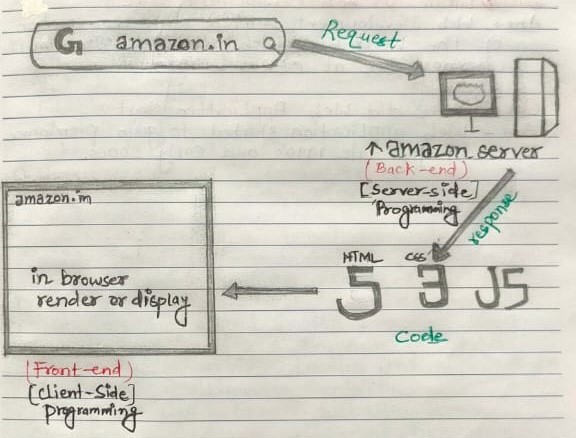 G amazon.in
Request
↑ amazon server
(Back-end)
[Server-side]
Programming
response
HTML CSS
5 3 JS
Code
amazon.in
in browser
render or display
(Front-end)
[Client-Side]
programming